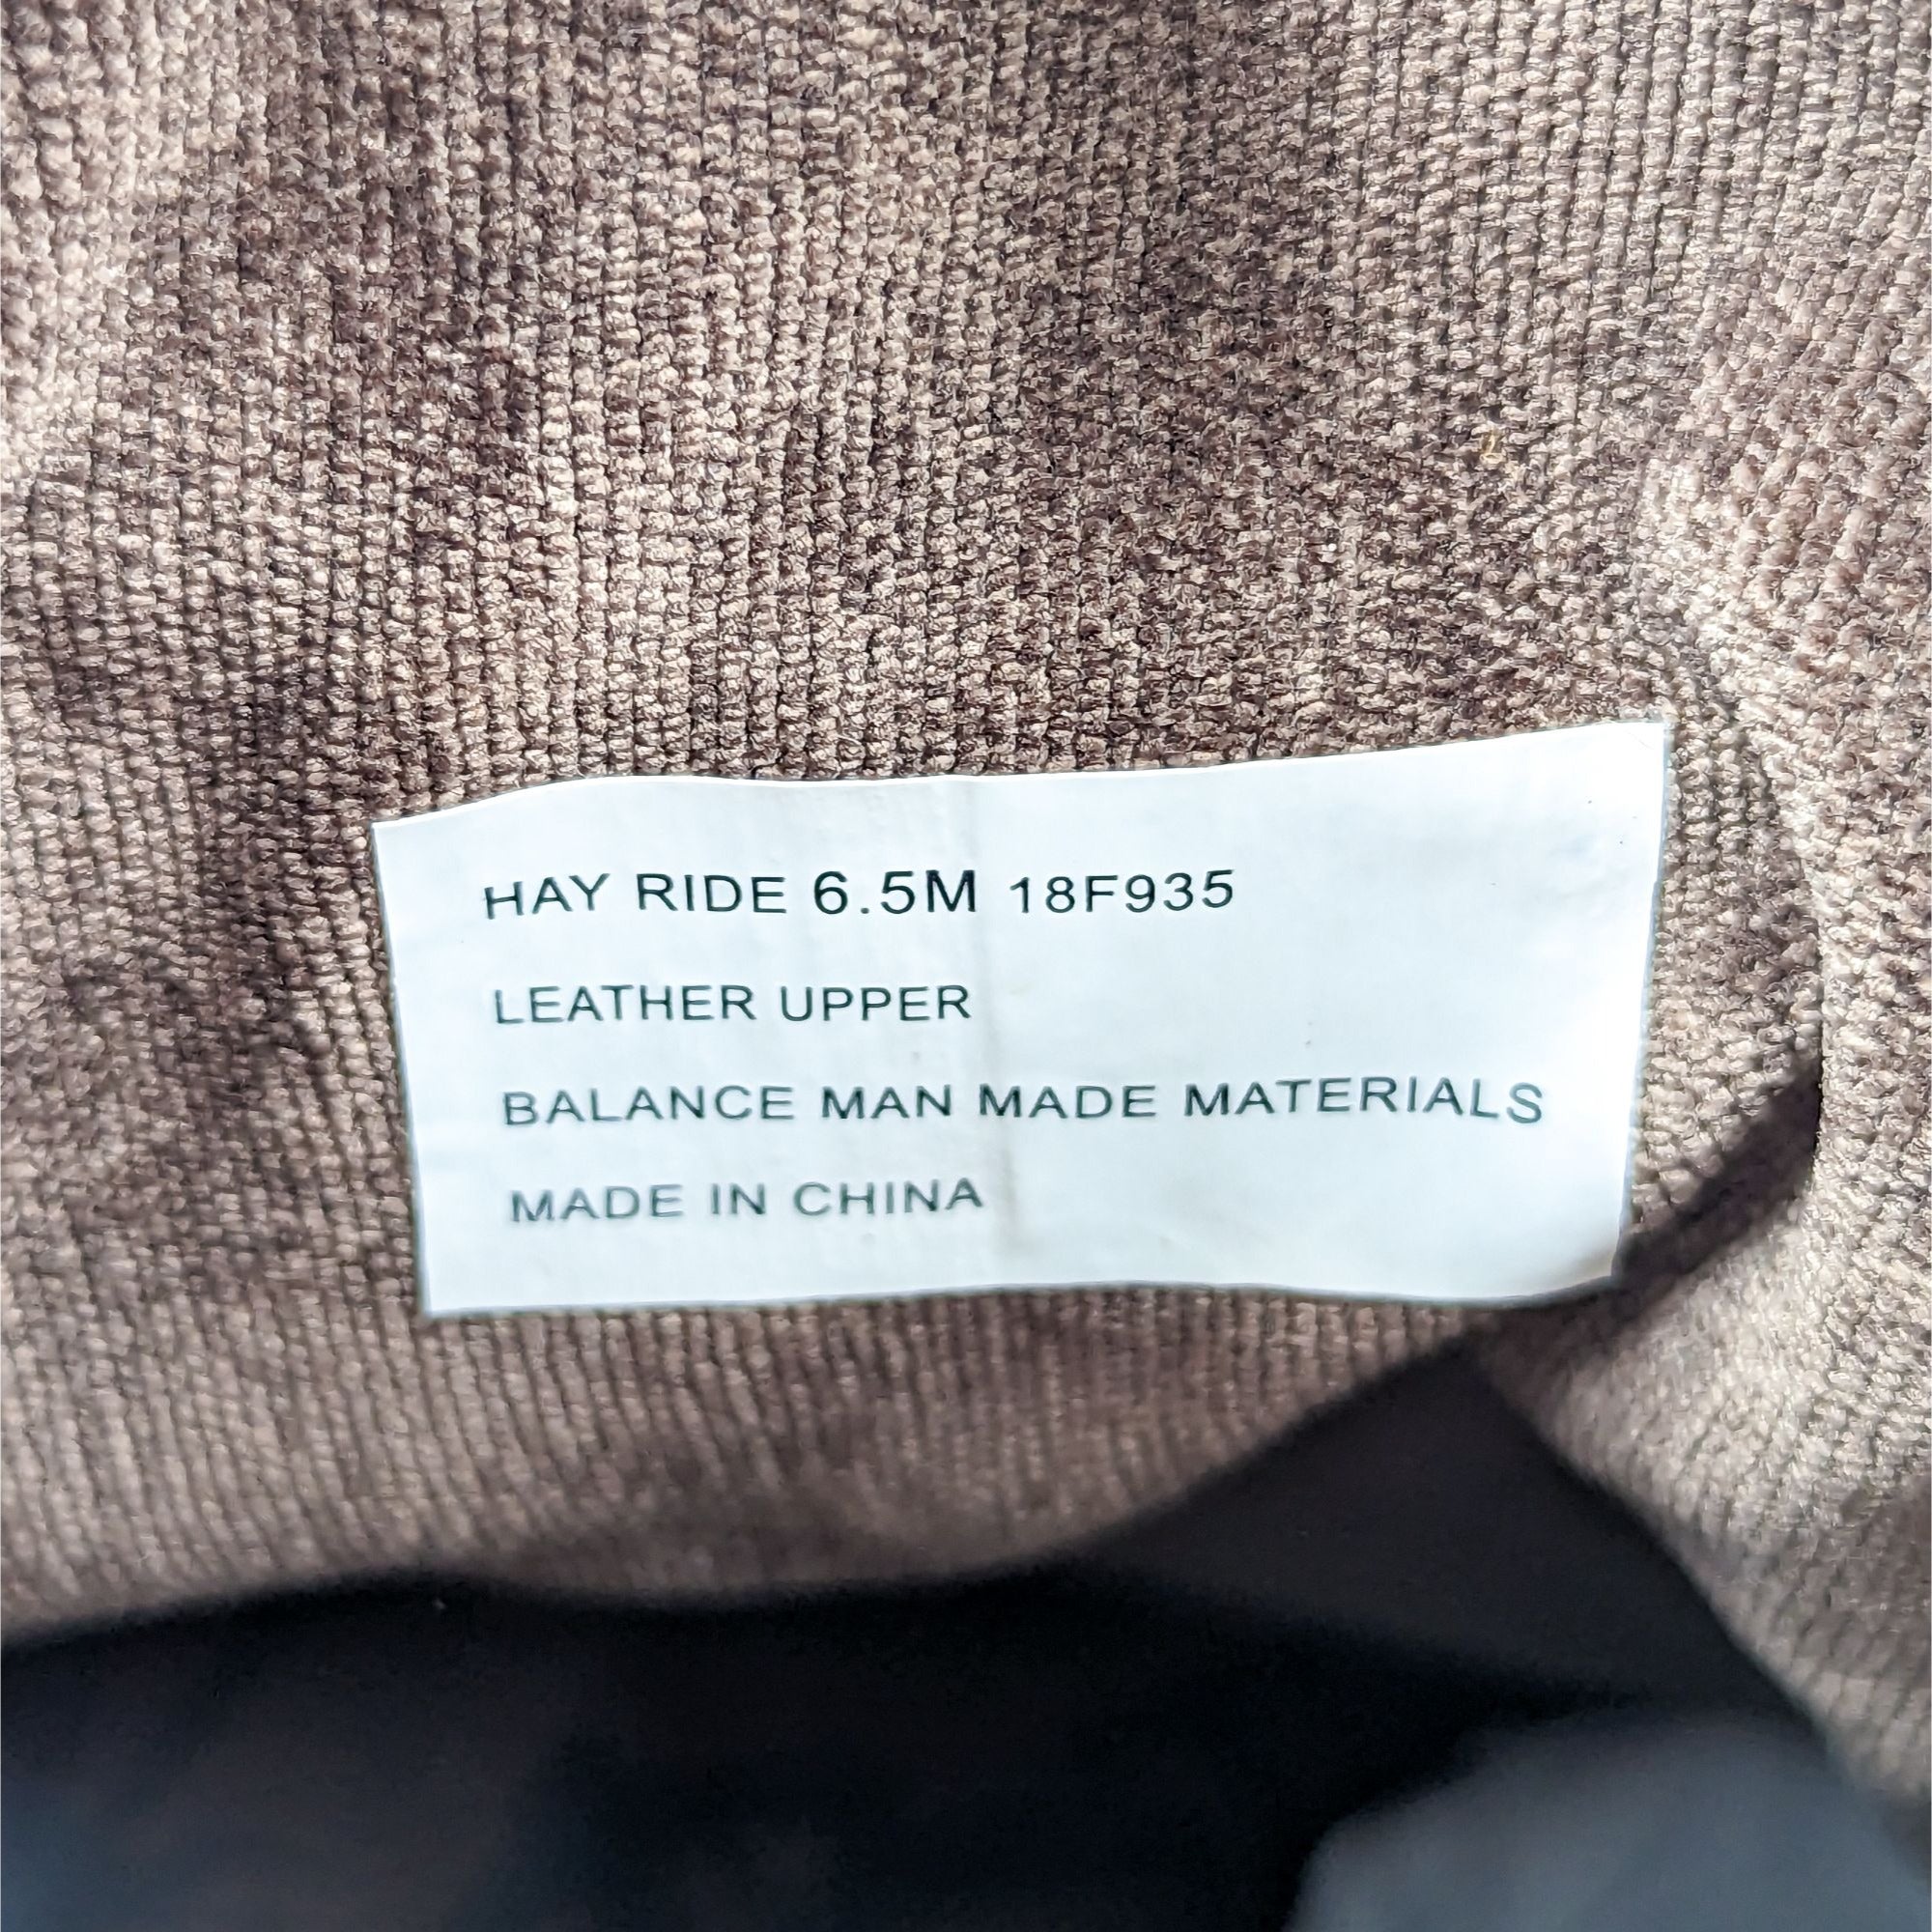 HAY RIDE 6.5M 18F935
LEATHER UPPER
BALANCE MAN MADE MATERIALS
MADE IN CHINA